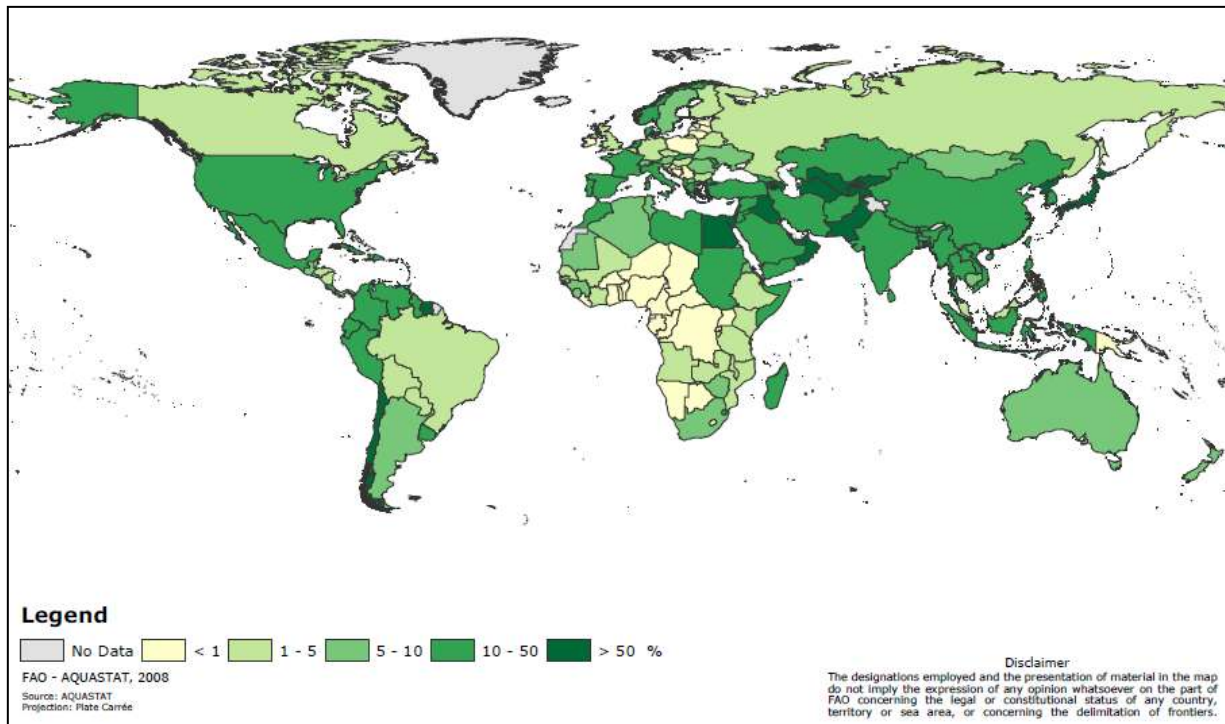 Legend
No Data < 1 1 - 5 5 - 10 10 - 50 > 50 %
FAO - AQUASTAT, 2008
Source: AQUASTAT
Projection: Plate Carrée
Disclaimer
The designations employed and the presentation of material in the map
do not imply the expression of any opinion whatsoever on the part of
FAO concerning the legal or constitutional status of any country,
territory or sea area, or concerning the delimitation of frontiers.